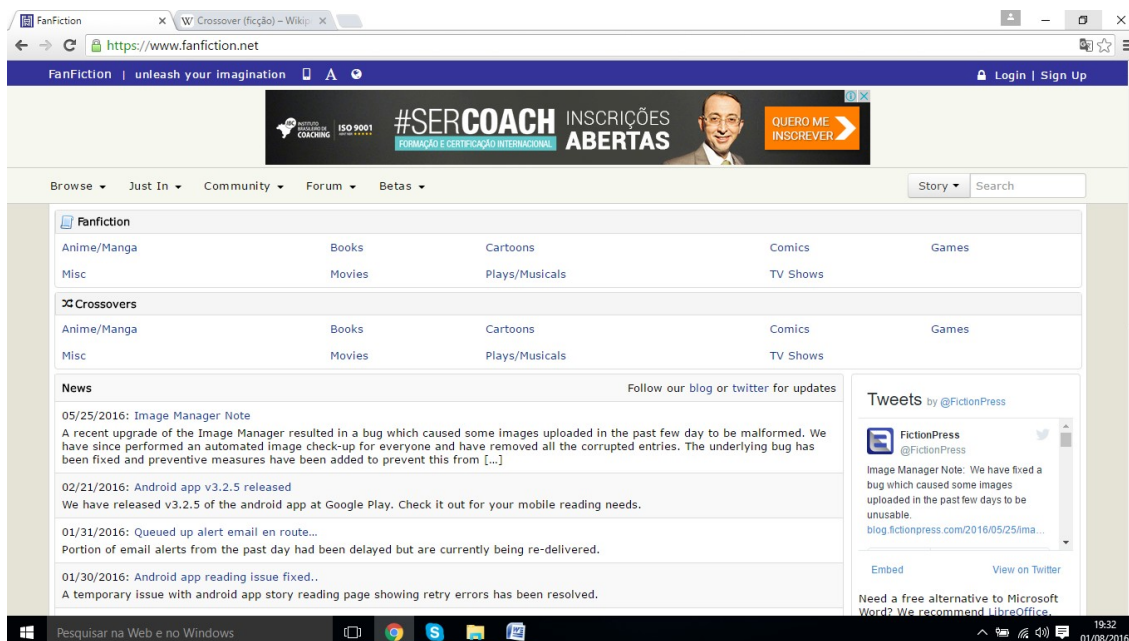 FanFiction
Crossover (ficção) – Wikip
https://www.fanfiction.net
FanFiction | unleash your imagination A Login | Sign Up
IBC INSTITUTO BRASILEIRO DE COACHING ISO 9001
#SERCOACH
FORMAÇÃO E CERTIFICAÇÃO INTERNACIONAL
INSCRIÇÕES
ABERTAS
QUERO ME
INSCREVER
Browse Just In Community Forum Betas Story Search
Fanfiction
Anime/Manga Books Cartoons Comics Games
Misc Movies Plays/Musicals TV Shows
Crossovers
Anime/Manga Books Cartoons Comics Games
Misc Movies Plays/Musicals TV Shows
News Follow our blog or twitter for updates
05/25/2016: Image Manager Note
A recent upgrade of the Image Manager resulted in a bug which caused some images uploaded in the past few day to be malformed. We
have since performed an automated image check-up for everyone and have removed all the corrupted entries. The underlying bug has
been fixed and preventive measures have been added to prevent this from [...]
02/21/2016: Android app v3.2.5 released
We have released v3.2.5 of the android app at Google Play. Check it out for your mobile reading needs.
01/31/2016: Queued up alert email en route...
Portion of email alerts from the past day had been delayed but are currently being re-delivered.
01/30/2016: Android app reading issue fixed..
A temporary issue with android app story reading page showing retry errors has been resolved.
Tweets by @FictionPress
FictionPress
@FictionPress
Image Manager Note: We have fixed a
bug which caused some images
uploaded in the past few days to be
unusable.
blog.fictionpress.com/2016/05/25/ima...
Embed View on Twitter
Need a free alternative to Microsoft
Word? We recommend LibreOffice.
Pesquisar na Web e no Windows
19:32
01/08/2016